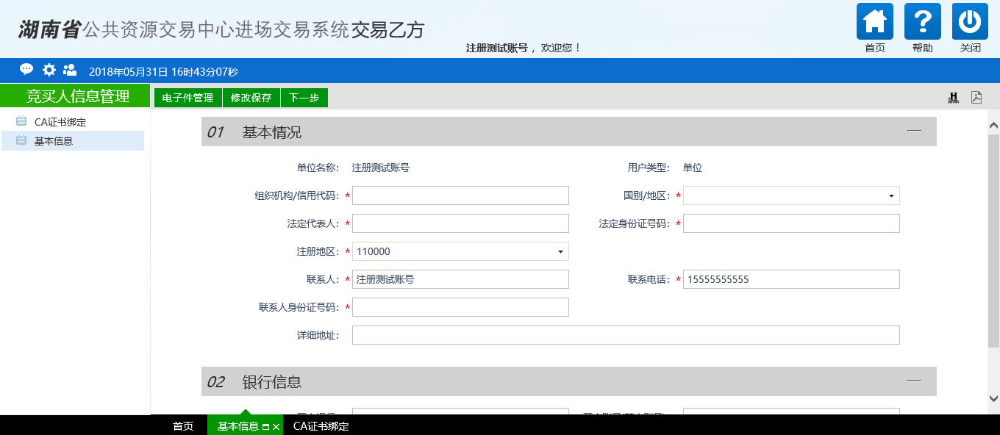 湖南省公共资源交易中心进场交易系统交易乙方
注册测试账号，欢迎您！
首页 帮助 关闭
2018年05月31日 16时43分07秒
竞买人信息管理
电子件管理 修改保存 下一步
CA证书绑定
基本信息
01 基本情况
单位名称： 注册测试账号 用户类型： 单位
组织机构/信用代码：* 国别/地区：*
法定代表人：* 法定身份证号码：*
注册地区：* 110000
联系人：* 注册测试账号 联系电话：* 15555555555
联系人身份证号码：*
详细地址：
02 银行信息
首页 基本信息 CA证书绑定